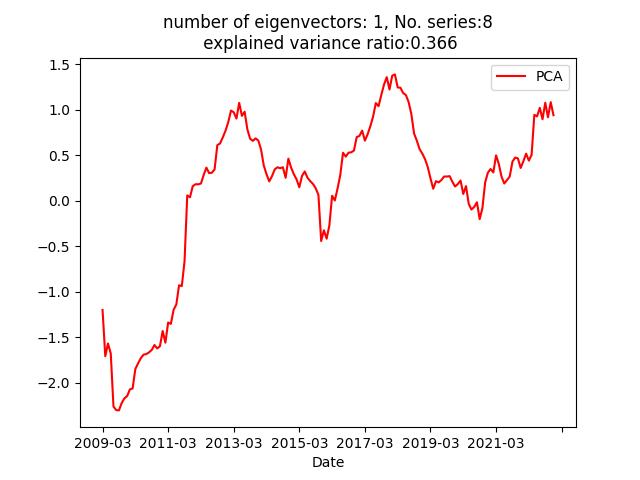 number of eigenvectors: 1, No. series:8
explained variance ratio:0.366
PCA
1.5
1.0
0.5
0.0
−0.5
−1.0
−1.5
−2.0
2009-03 2011-03 2013-03 2015-03 2017-03 2019-03 2021-03
Date